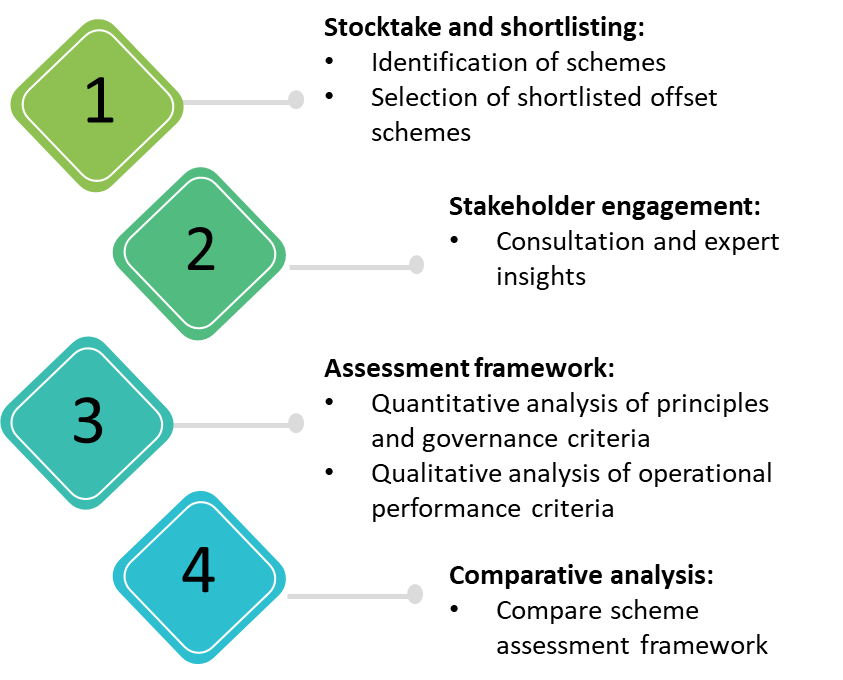 1
Stocktake and shortlisting:
• Identification of schemes
• Selection of shortlisted offset
schemes
2
Stakeholder engagement:
• Consultation and expert
insights
3
Assessment framework:
• Quantitative analysis of principles
and governance criteria
• Qualitative analysis of operational
performance criteria
4
Comparative analysis:
• Compare scheme
assessment framework